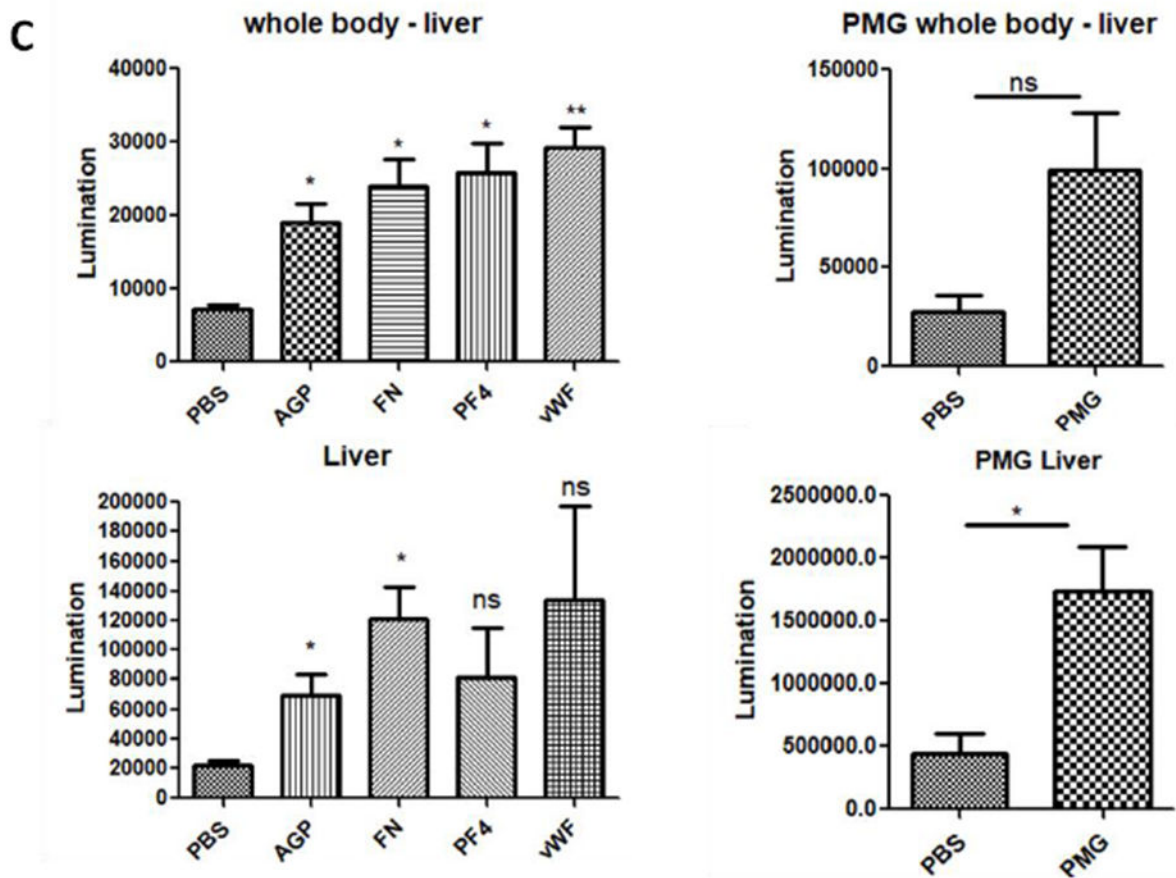 C
whole body - liver
40000
30000
20000
10000
0
Lumination
*
*
*
**
PBS
AGP
FN
PF4
vWF
PMG whole body - liver
150000
100000
50000
0
Lumination
ns
PBS
PMG
Liver
200000
180000
160000
140000
120000
100000
80000
60000
40000
20000
0
Lumination
*
*
ns
ns
PBS
AGP
FN
PF4
vWF
PMG Liver
2500000.0
2000000.0
1500000.0
1000000.0
500000.0
0.0
Lumination
*
PBS
PMG